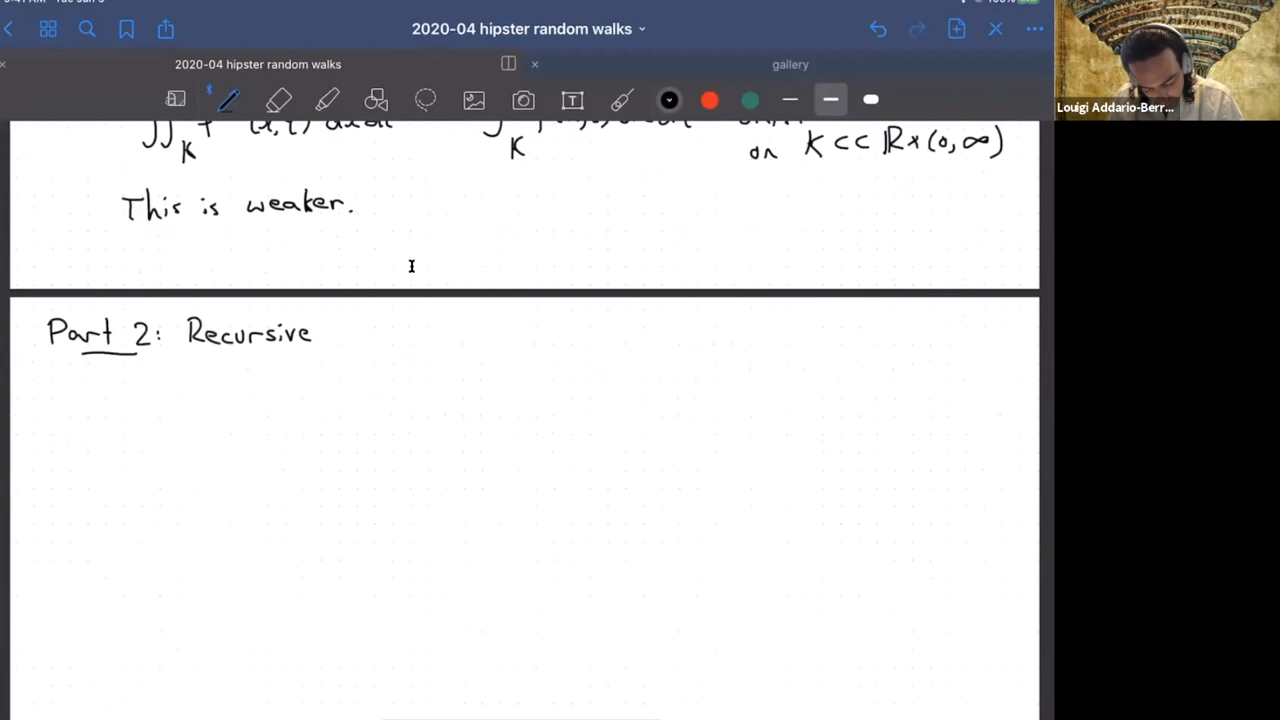 2020-04 hipster random walks
2020-04 hipster random walks
gallery
T
Louigi Addario-Berr...
K
K
on K ⊂⊂ ℝ×(0,∞)
This is weaker.
Part 2: Recursive